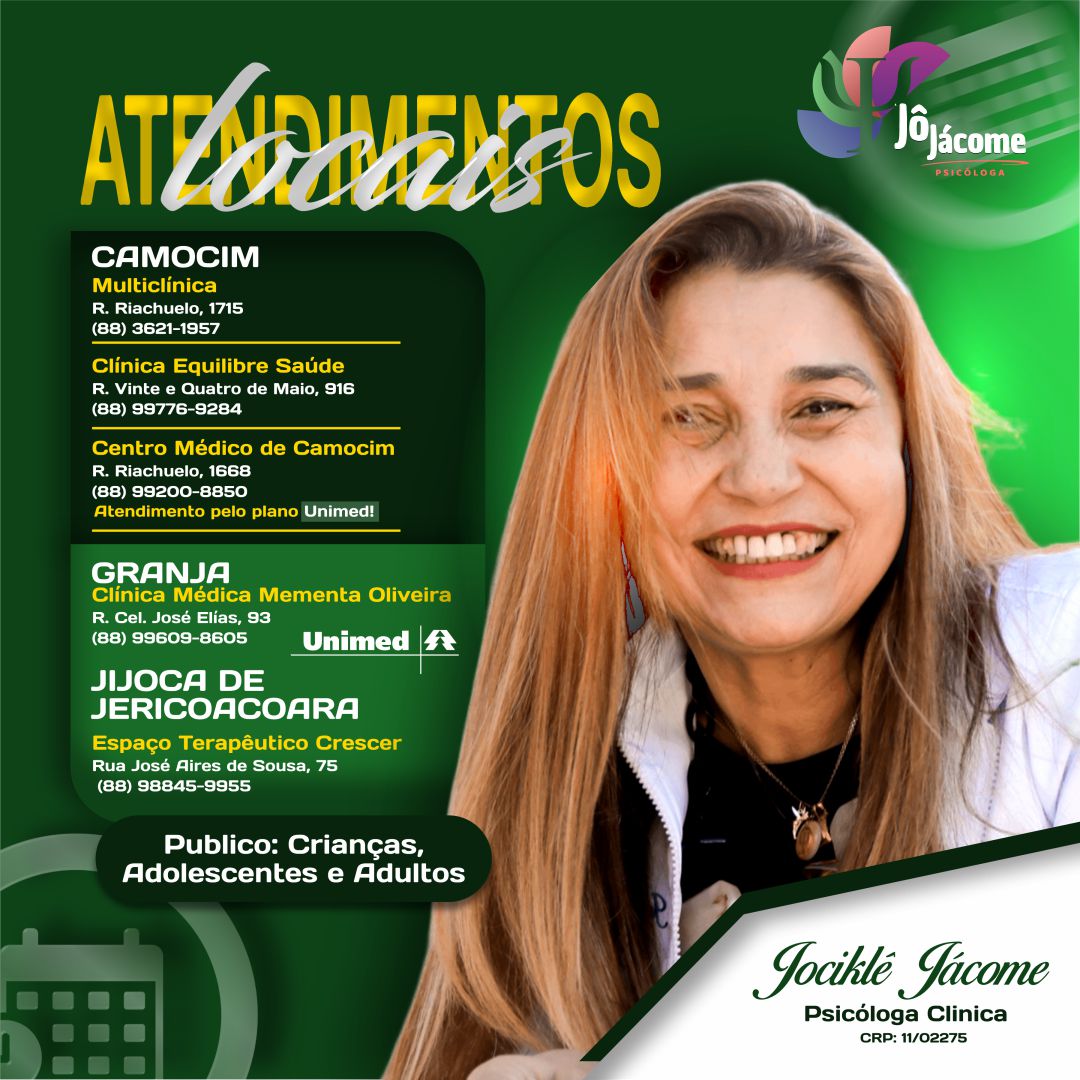 ATENDIMENTOS
locais
Jô
Jácome
PSICÓLOGA
CAMOCIM
Multiclínica
R. Riachuelo, 1715
(88) 3621-1957
Clínica Equilibre Saúde
R. Vinte e Quatro de Maio, 916
(88) 99776-9284
Centro Médico de Camocim
R. Riachuelo, 1668
(88) 99200-8850
Atendimento pelo plano Unimed!
GRANJA
Clínica Médica Mementa Oliveira
R. Cel. José Elías, 93
(88) 99609-8605
Unimed
JIJOCA DE
JERICOACOARA
Espaço Terapêutico Crescer
Rua José Aires de Sousa, 75
(88) 98845-9955
Publico: Crianças,
Adolescentes e Adultos
Jociklê Jácome
Psicóloga Clinica
CRP: 11/02275